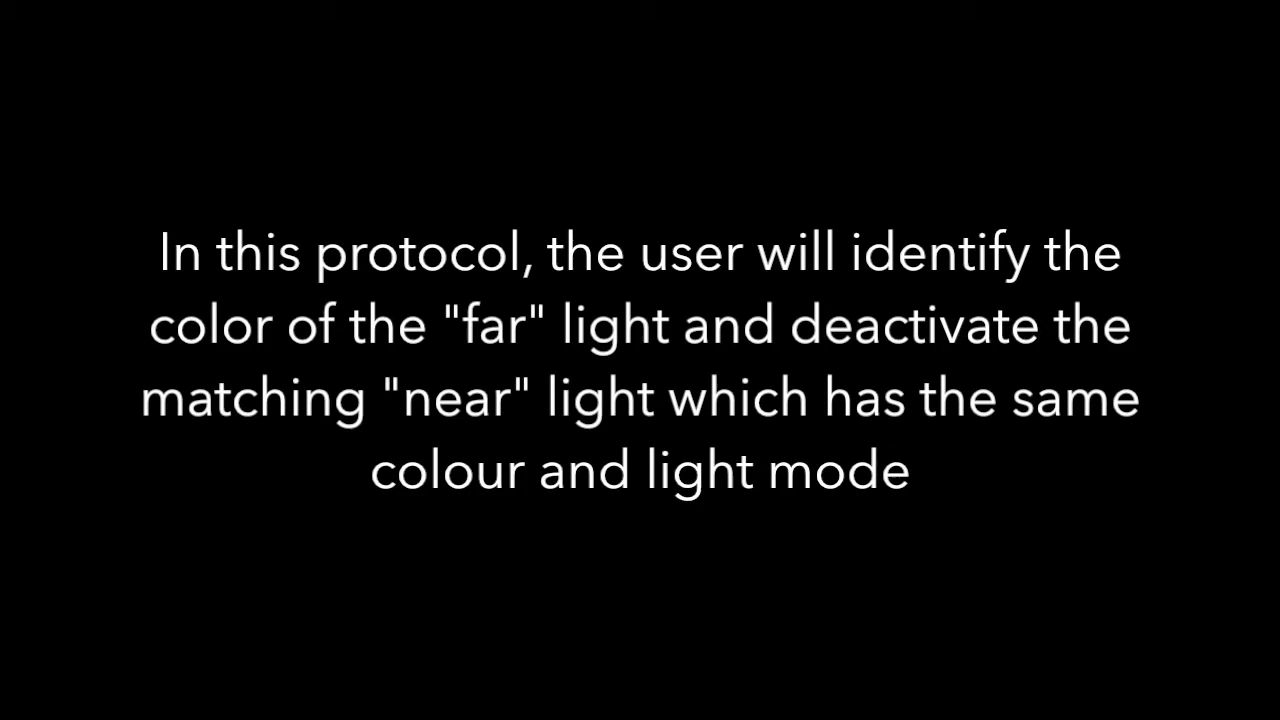 In this protocol, the user will identify the
color of the "far" light and deactivate the
matching "near" light which has the same
colour and light mode